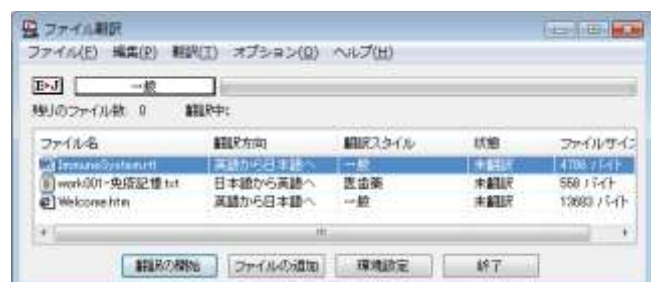 ファイル翻訳
ファイル(F) 編集(P) 翻訳(T) オプション(O) ヘルプ(H)
E>J 一般
残りのファイル数: 0 翻訳中:
ファイル名 翻訳方向 翻訳スタイル 状態 ファイルサイズ
ImmuneSystem.rtf 英語から日本語へ 一般 未翻訳 4786 バイト
work001-免疫記憶.txt 日本語から英語へ 医歯薬 未翻訳 558 バイト
Welcome.htm 英語から日本語へ 一般 未翻訳 13693 バイト
翻訳の開始 ファイルの追加 環境設定 終了